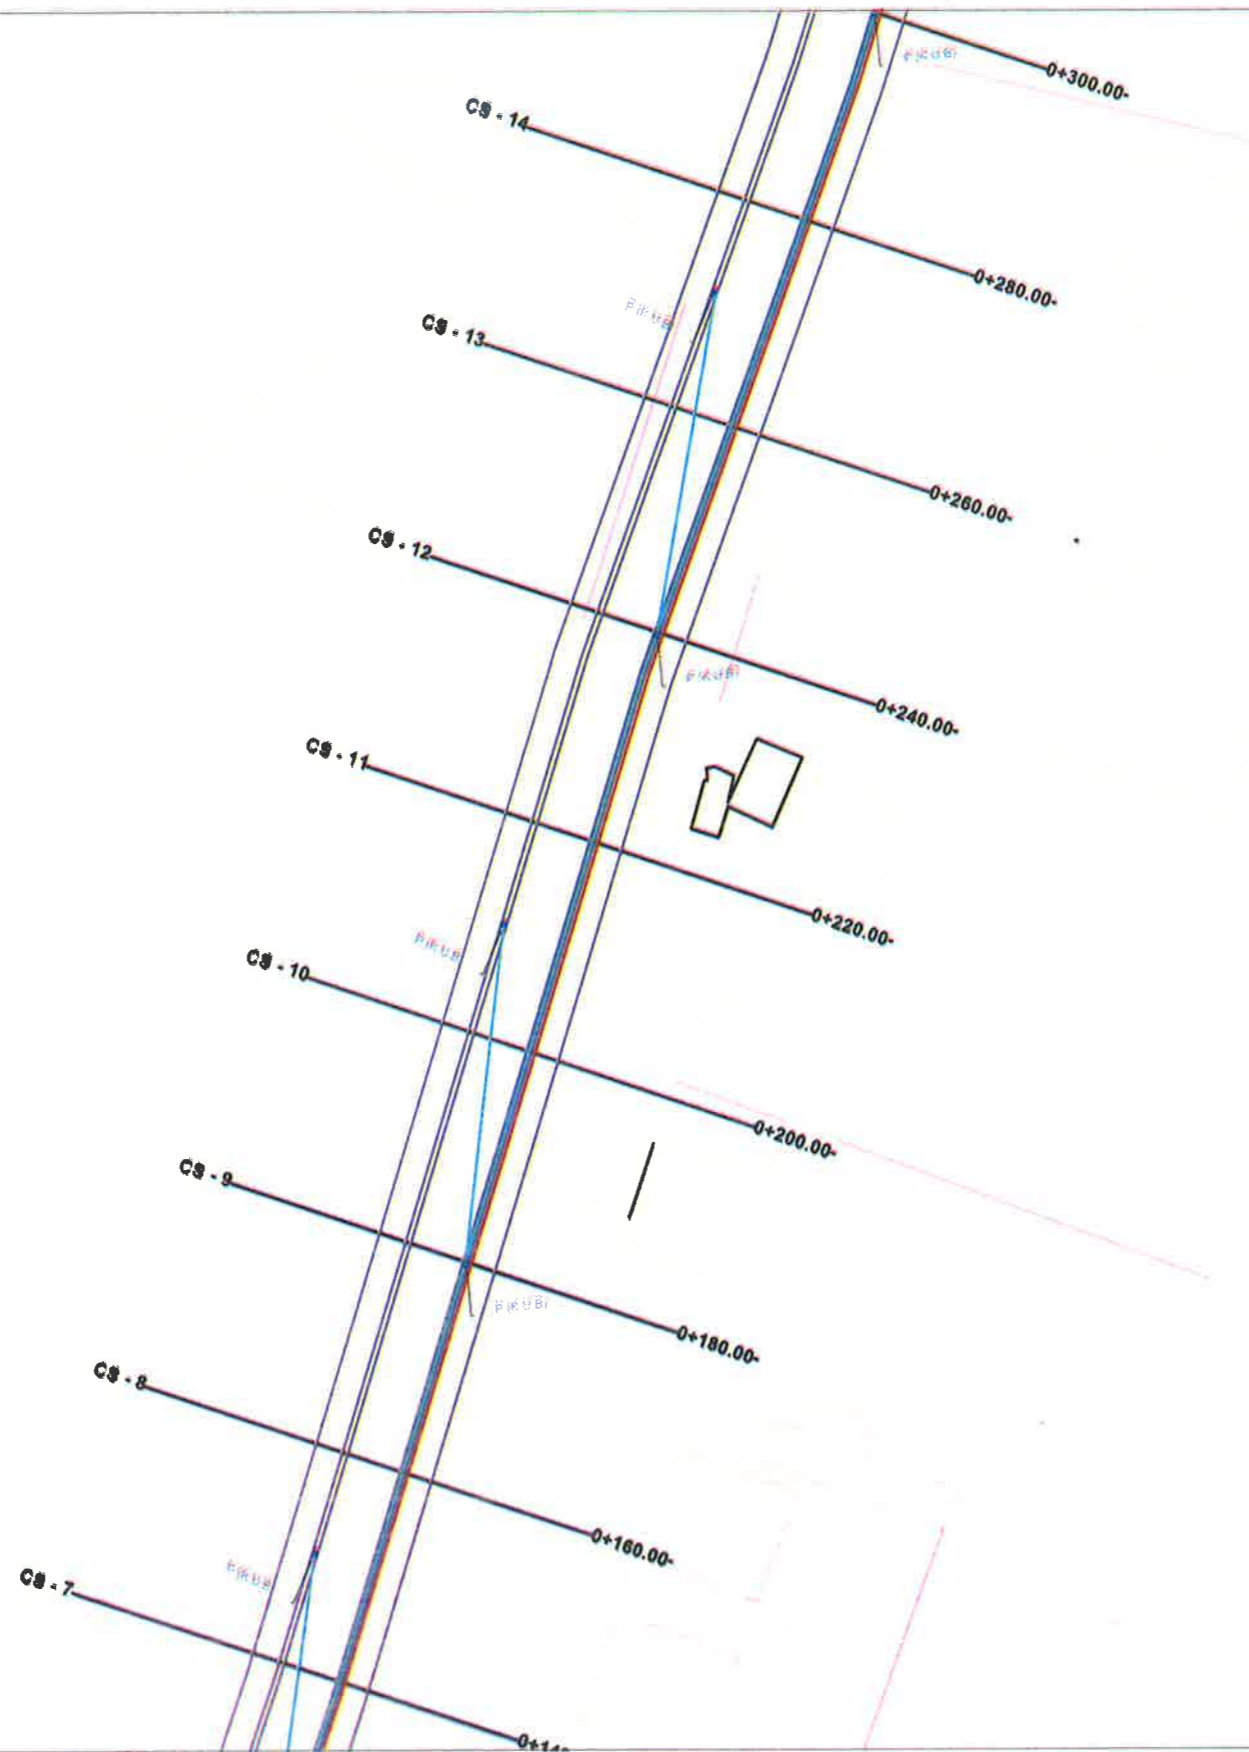 0+300.00-
CS - 14
0+280.00-
CS - 13
0+260.00-
CS - 12
0+240.00-
CS - 11
0+220.00-
CS - 10
0+200.00-
CS - 9
0+180.00-
CS - 8
0+160.00-
CS - 7